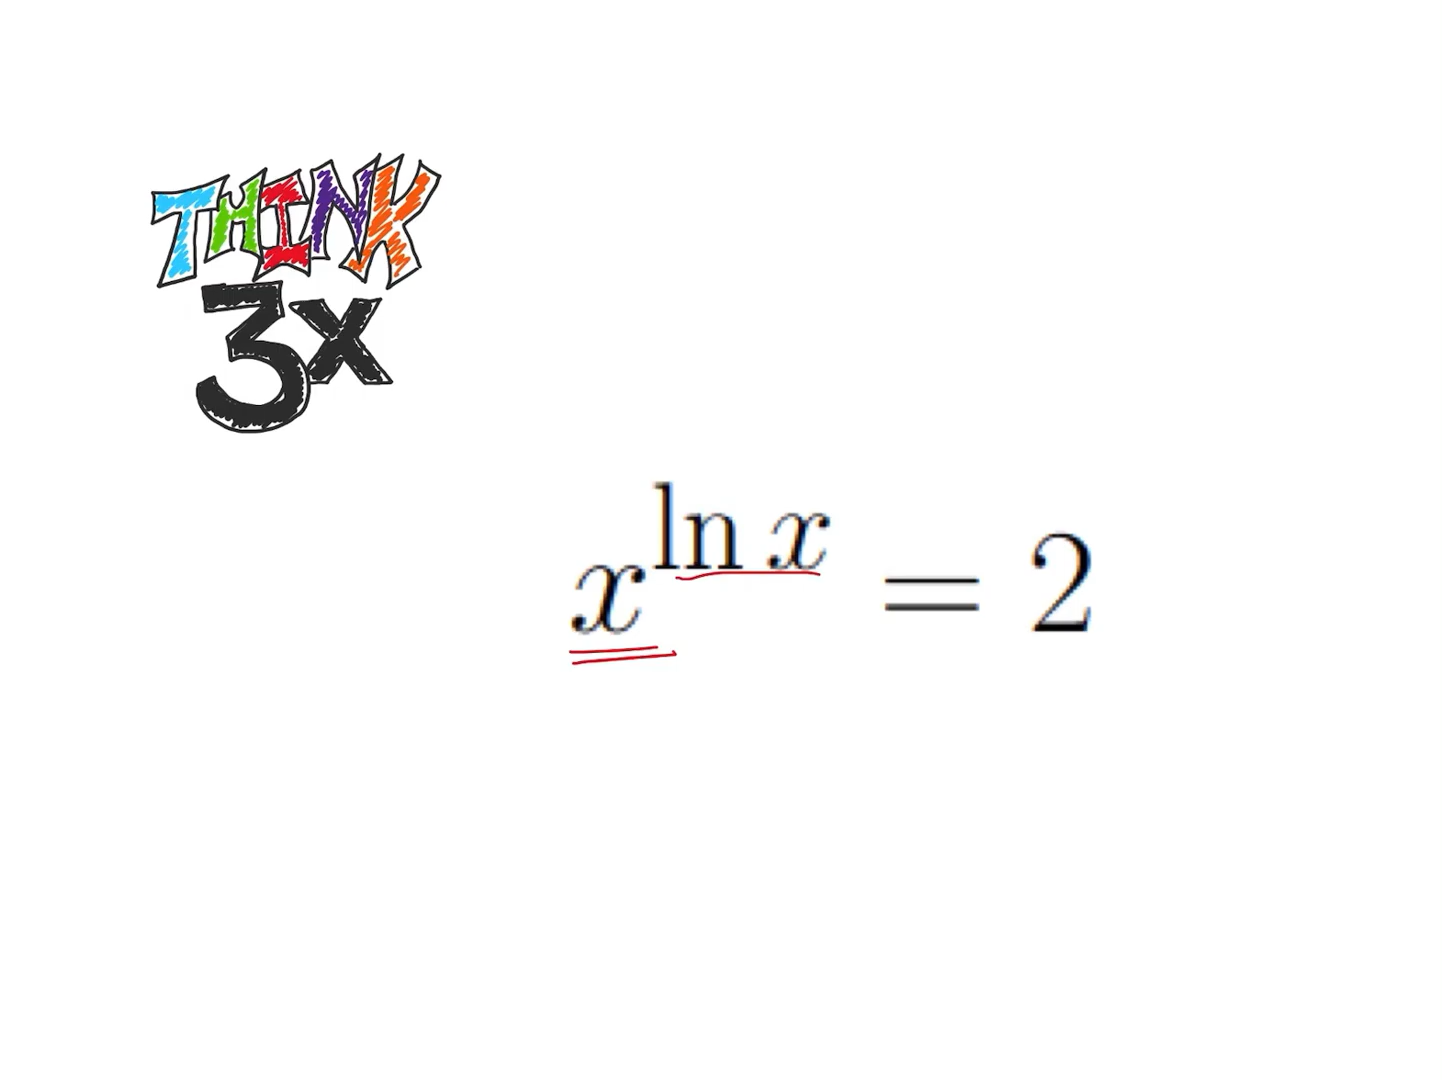 THINK
3x
x^{ln x} = 2